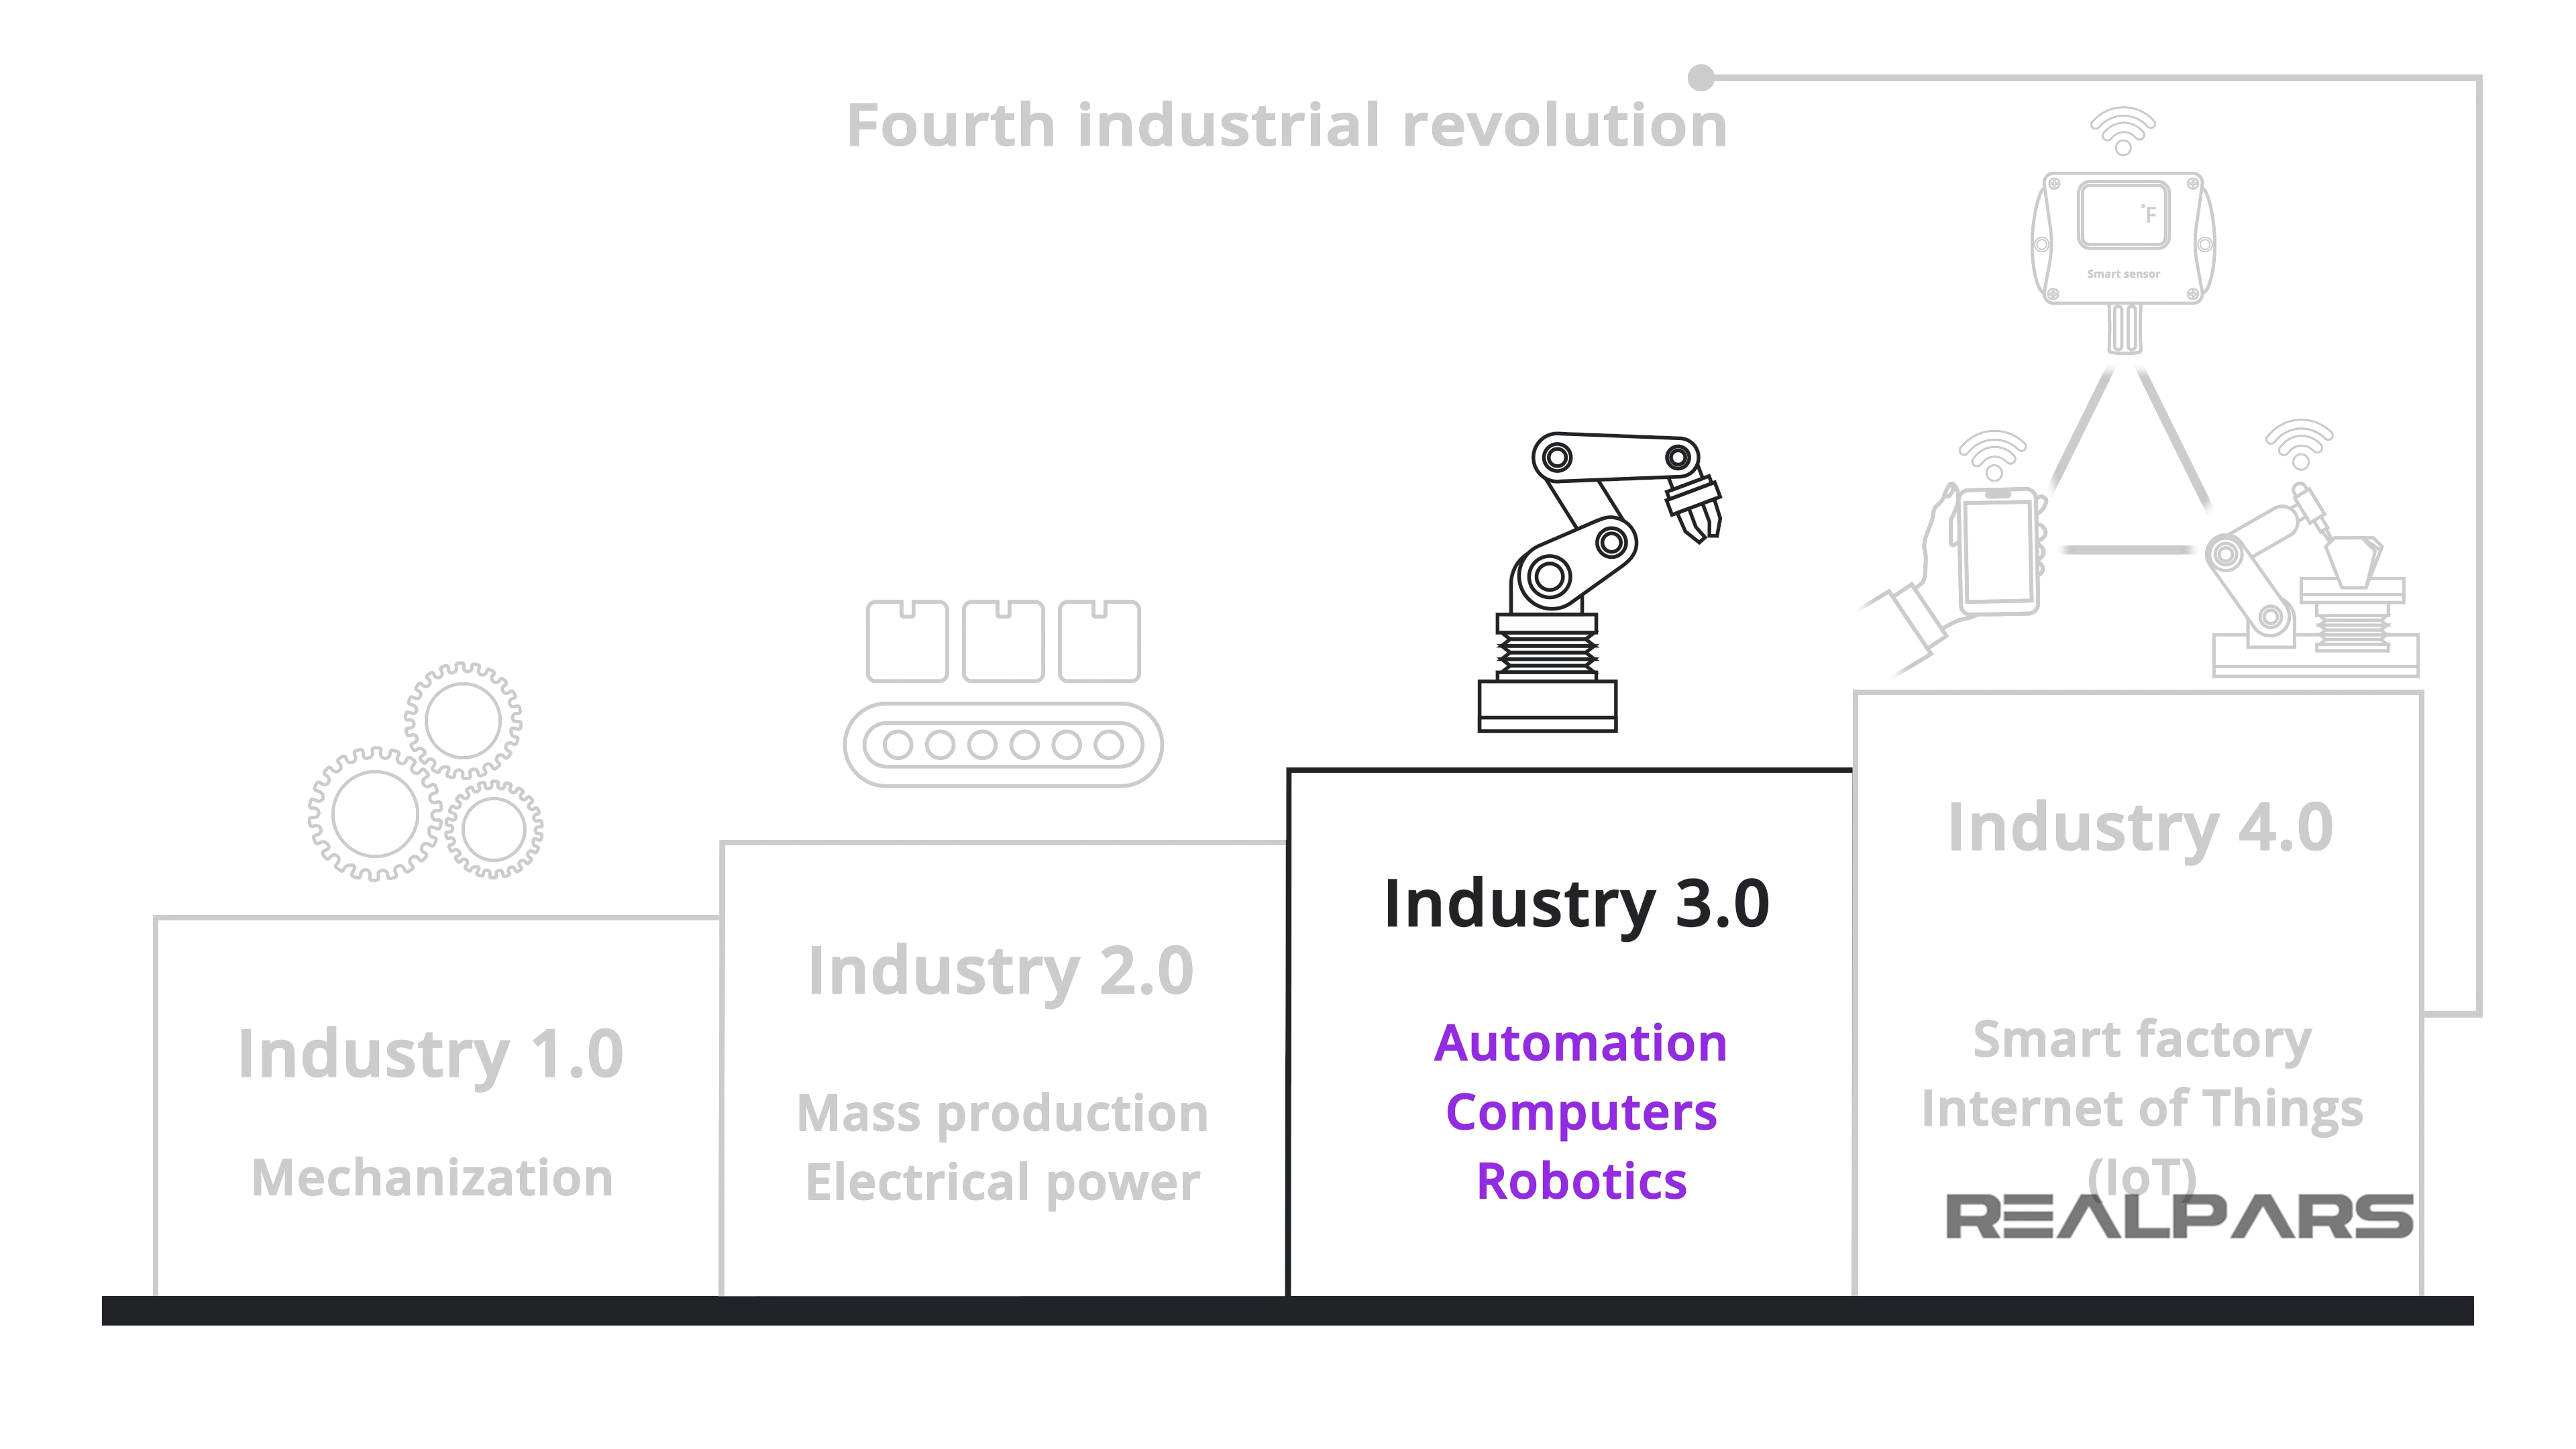 Fourth industrial revolution
°F
Smart sensor
Industry 1.0
Mechanization
Industry 2.0
Mass production
Electrical power
Industry 3.0
Automation
Computers
Robotics
Industry 4.0
Smart factory
Internet of Things
(IoT)
REALPARS